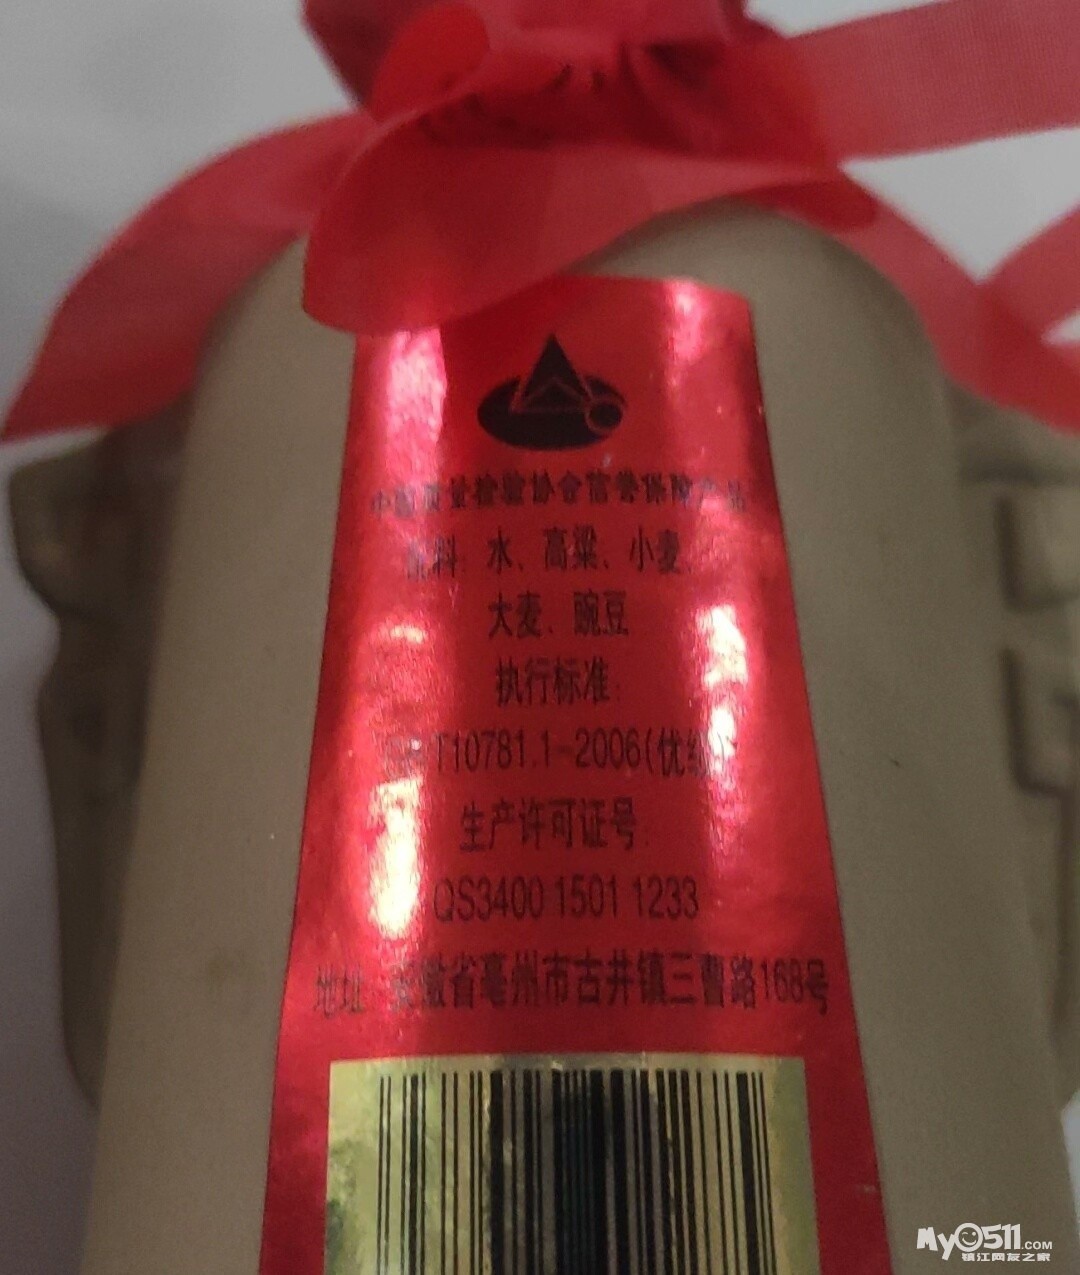 中国质量检验协会信誉保障产品
原料：水、高粱、小麦、
大麦、豌豆
执行标准：
GB/T10781.1-2006(优级)
生产许可证号：
QS3400 1501 1233
地址：安徽省亳州市古井镇三曹路168号
My0511.COM
镇江网友之家